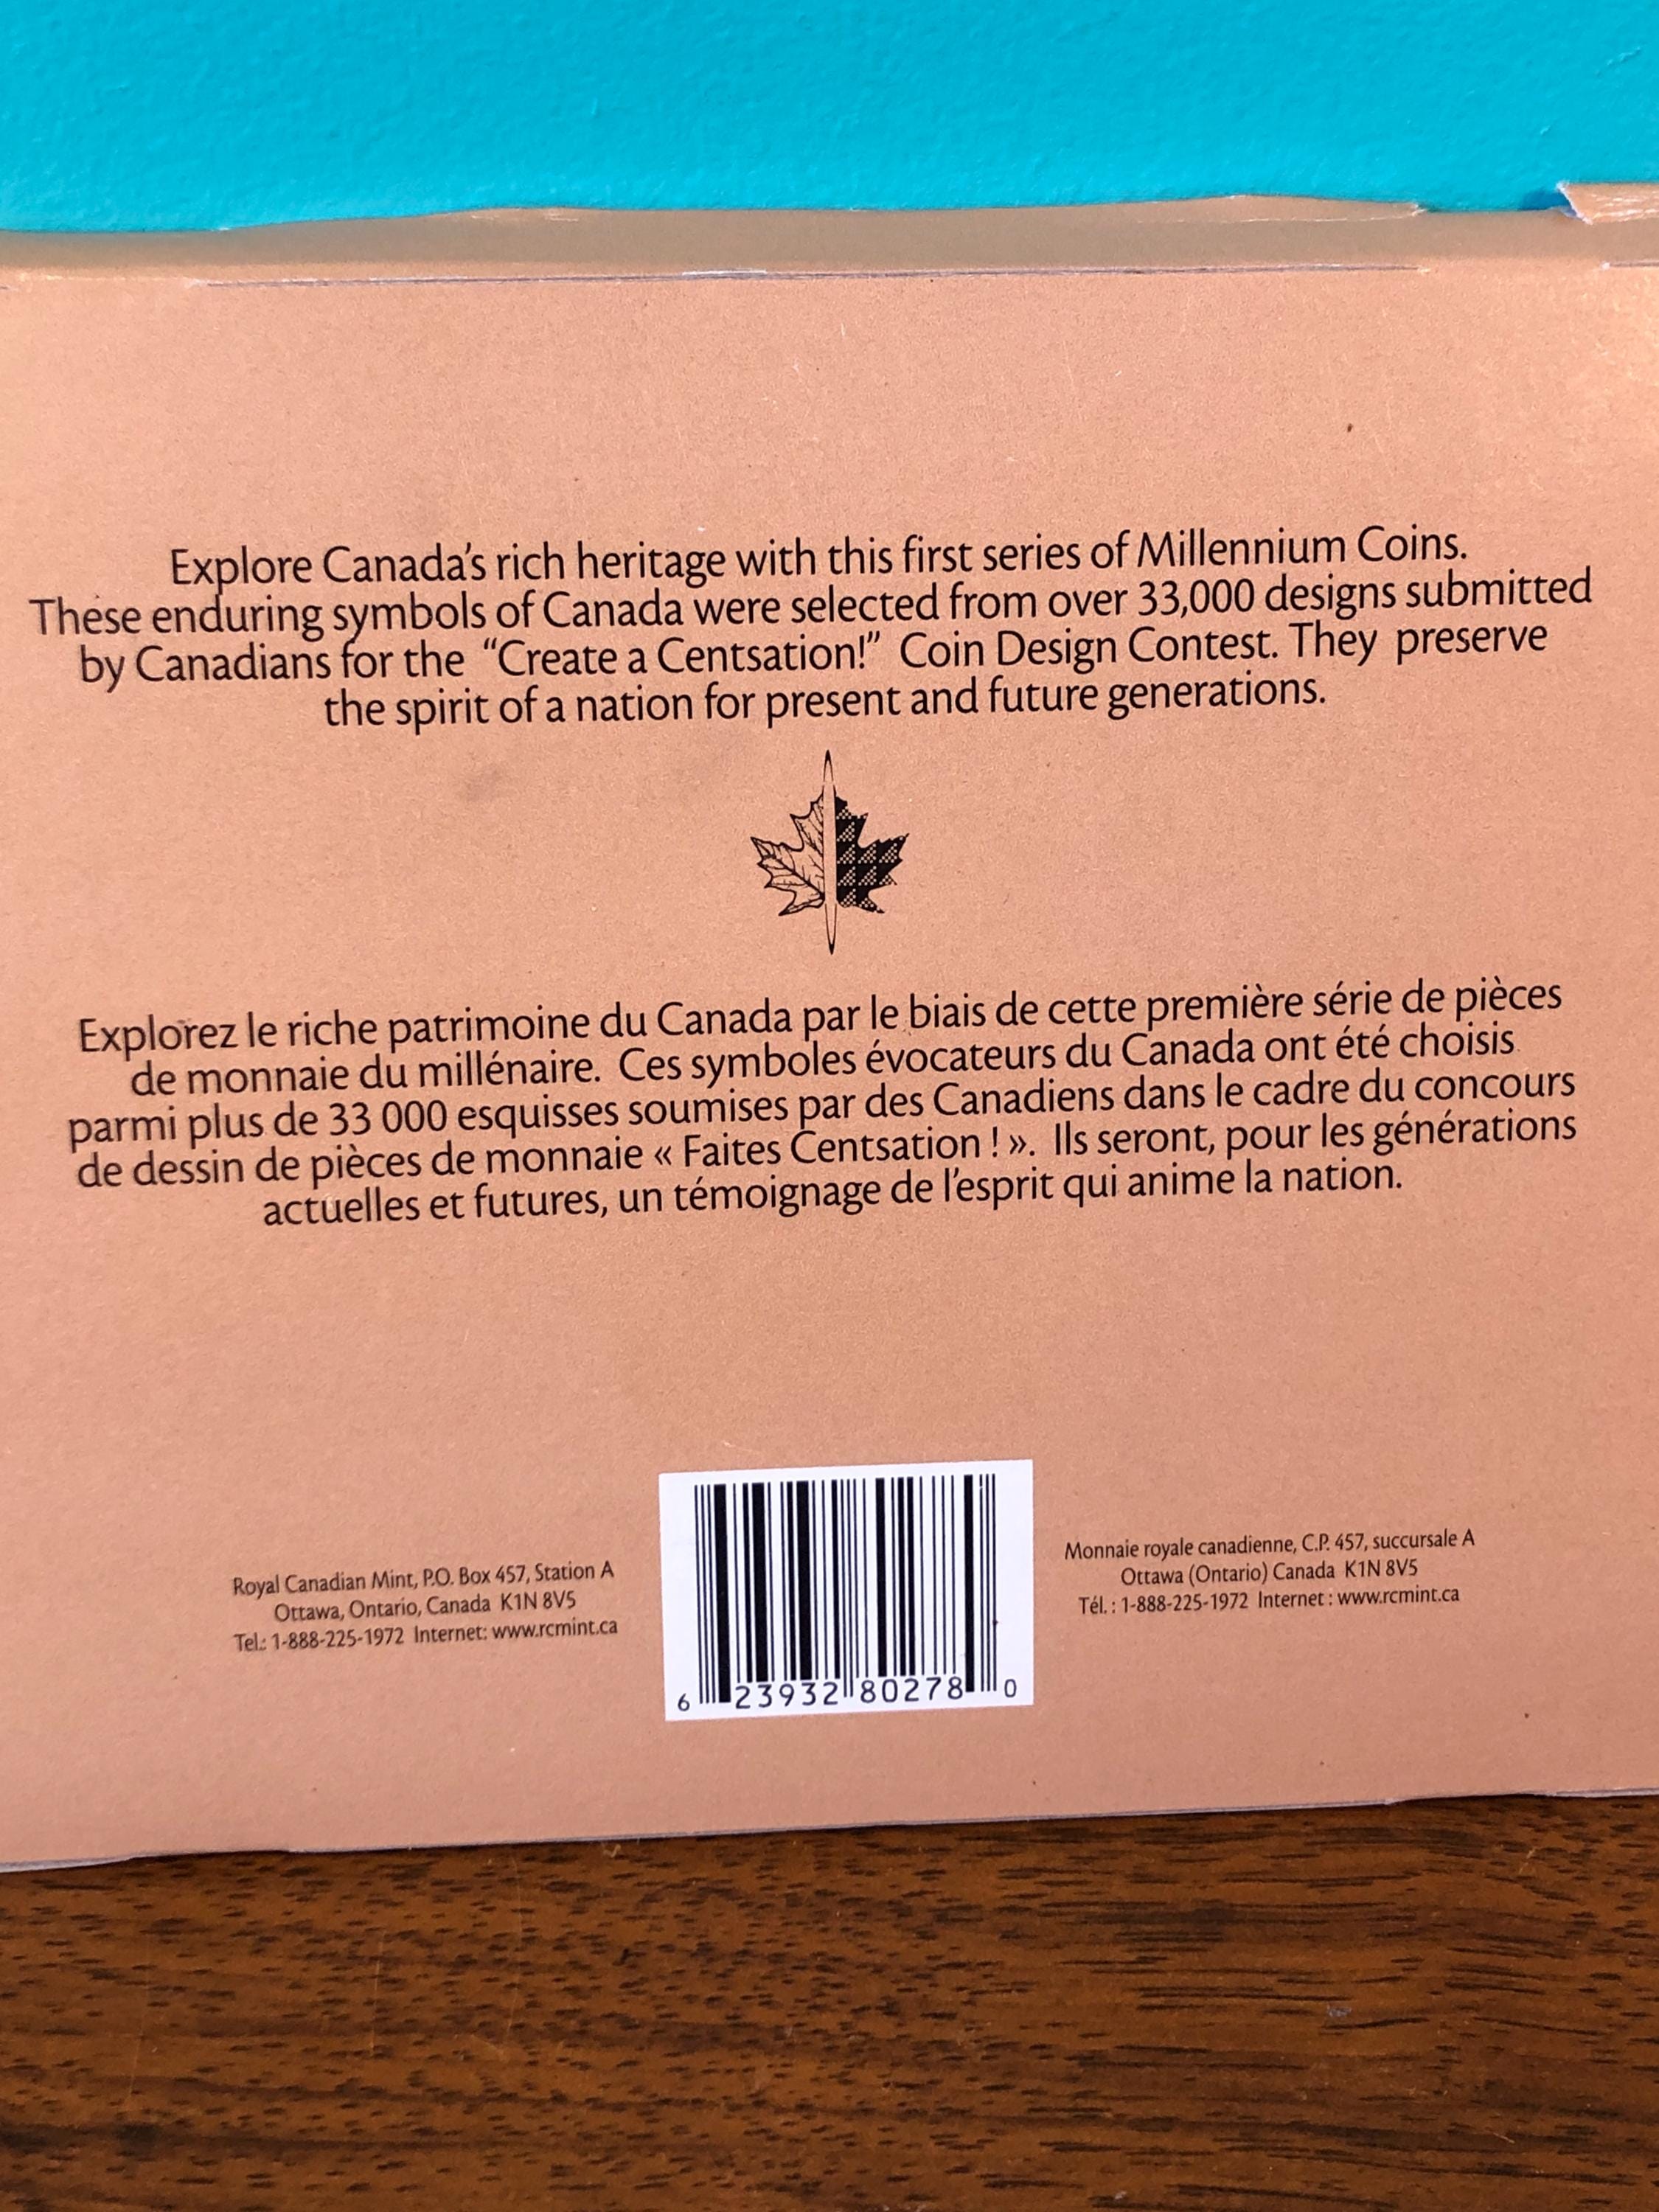 Explore Canada's rich heritage with this first series of Millennium Coins.
These enduring symbols of Canada were selected from over 33,000 designs submitted
by Canadians for the “Create a Centsation!” Coin Design Contest. They preserve
the spirit of a nation for present and future generations.
Explorez le riche patrimoine du Canada par le biais de cette première série de pièces
de monnaie du millénaire. Ces symboles évocateurs du Canada ont été choisis
parmi plus de 33 000 esquisses soumises par des Canadiens dans le cadre du concours
de dessin de pièces de monnaie « Faites Centsation ! ». Ils seront, pour les générations
actuelles et futures, un témoignage de l'esprit qui anime la nation.
Royal Canadian Mint, P.O. Box 457, Station A
Ottawa, Ontario, Canada K1N 8V5
Tel.: 1-888-225-1972 Internet: www.rcmint.ca
6 23932 80278 0
Monnaie royale canadienne, C.P. 457, succursale A
Ottawa (Ontario) Canada K1N 8V5
Tél. : 1-888-225-1972 Internet : www.rcmint.ca